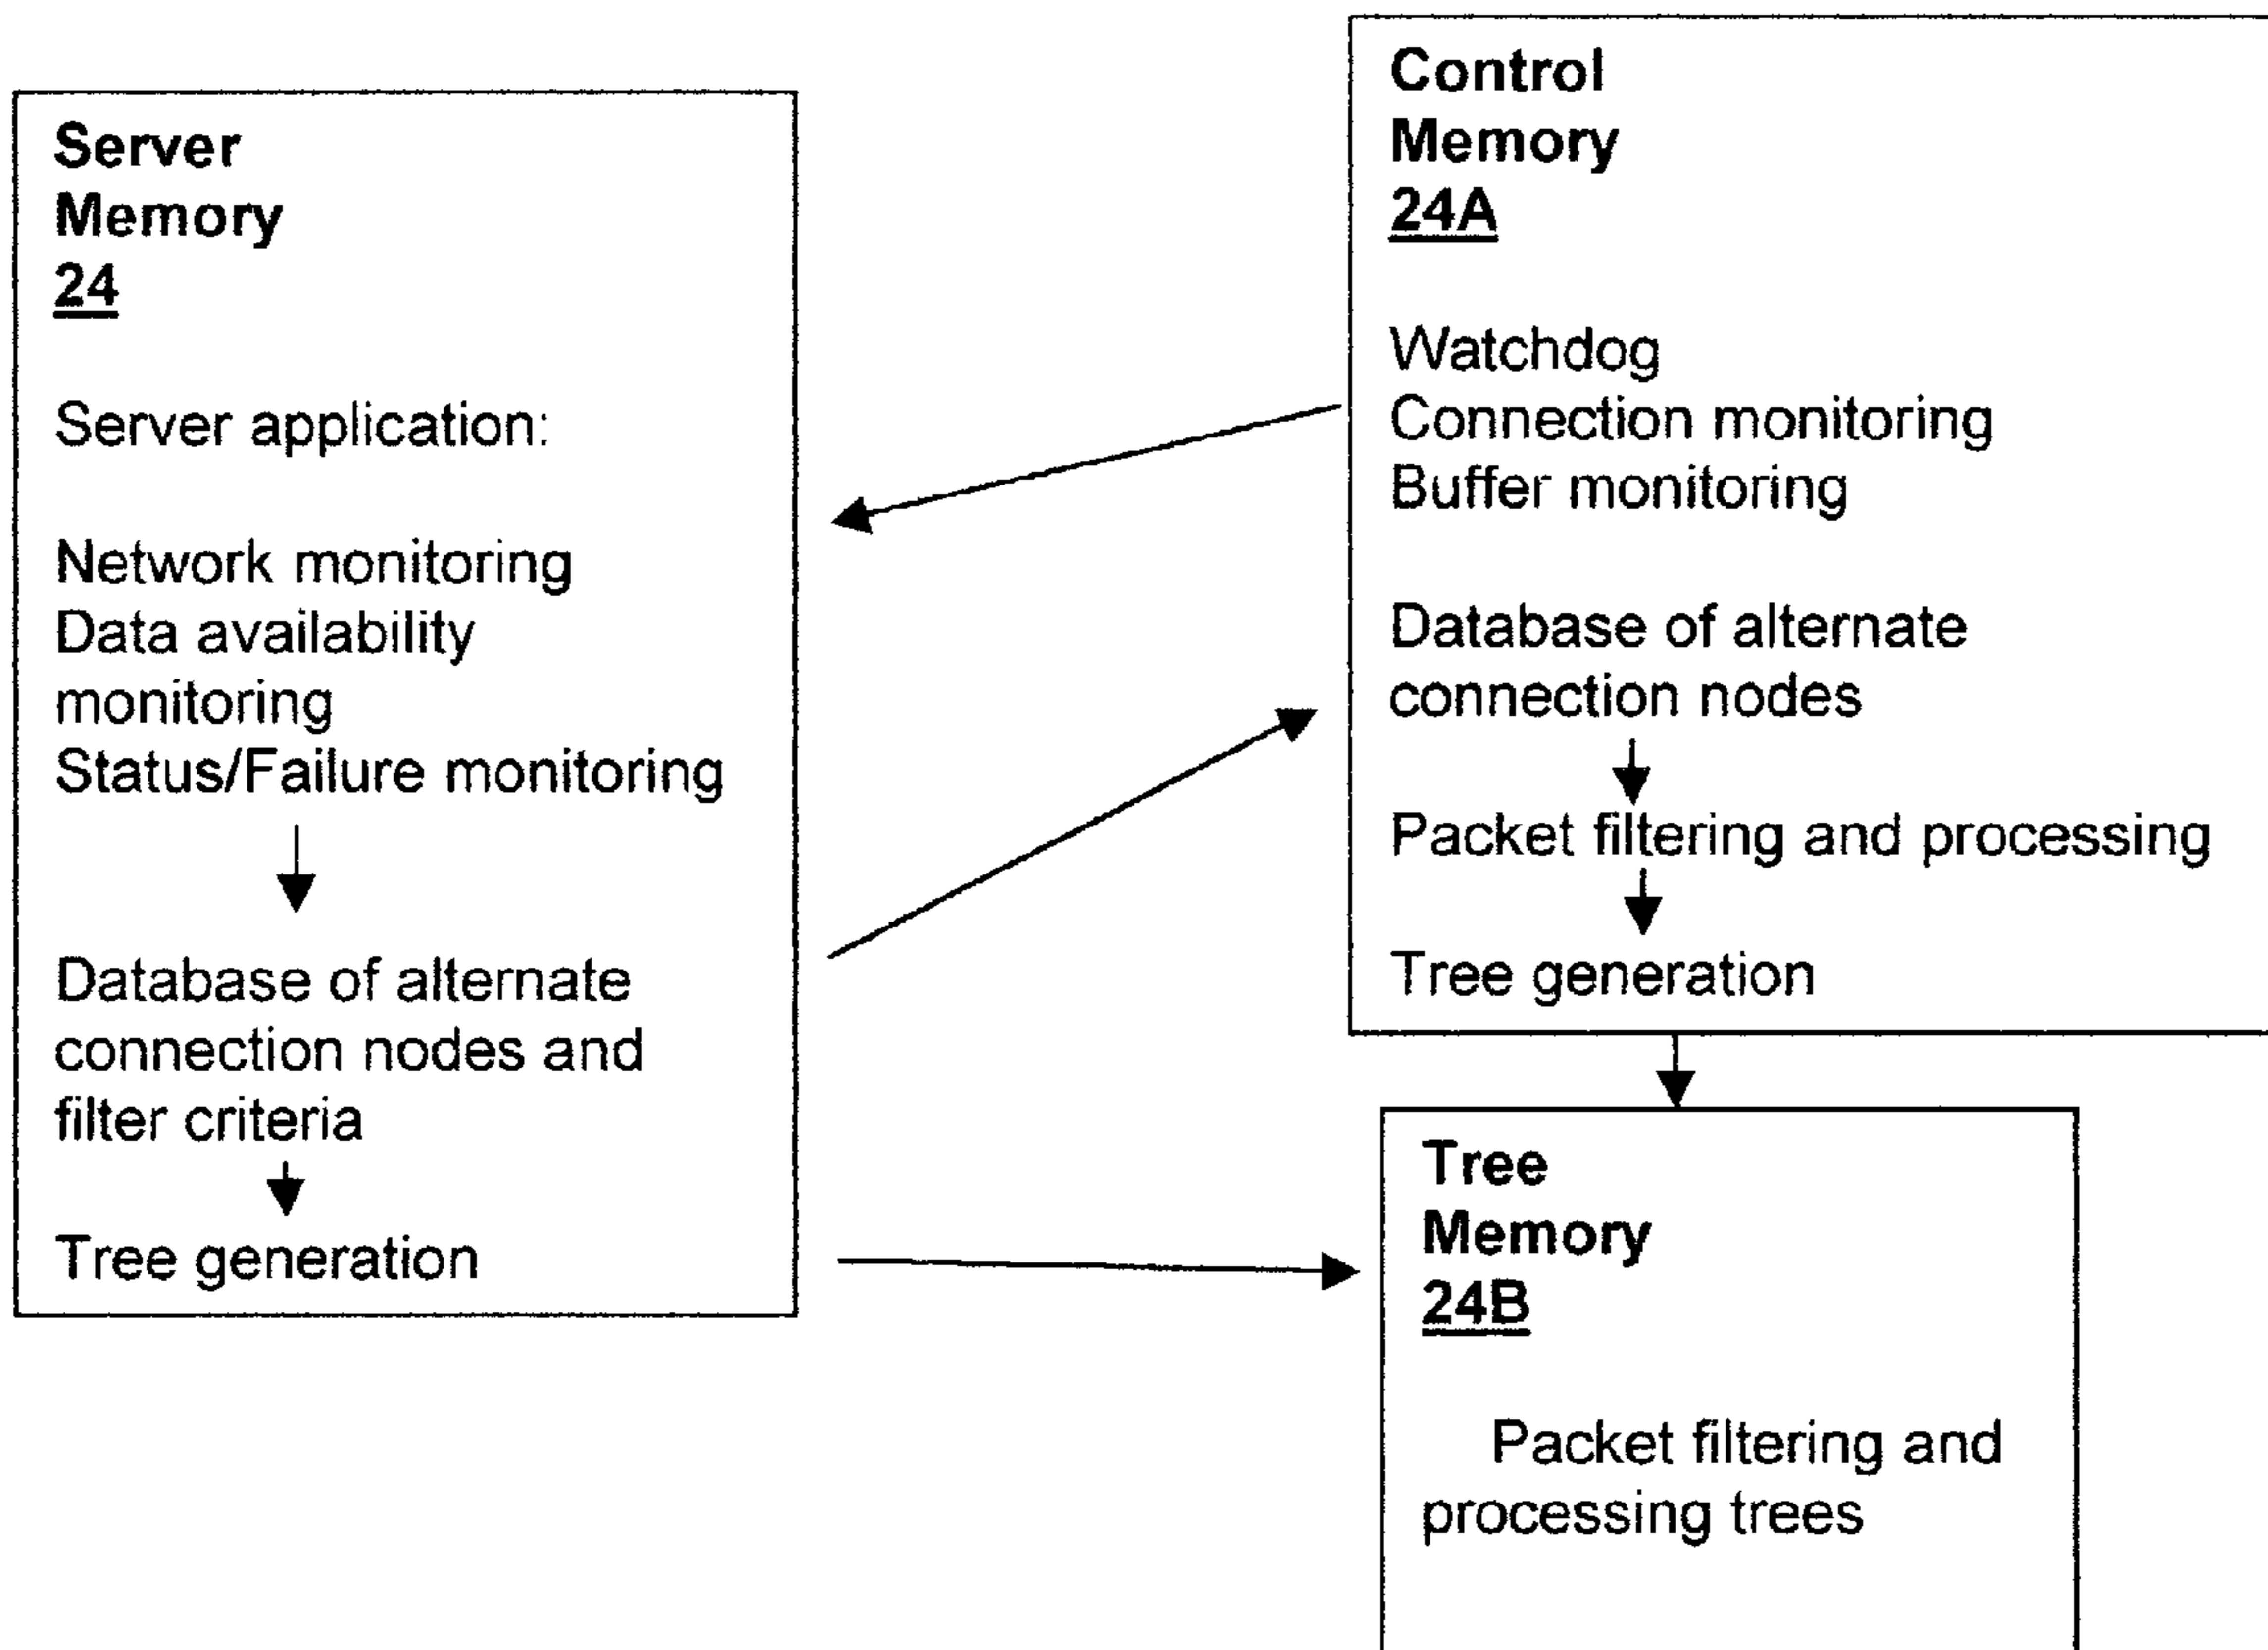 Server
Memory
24
Server application:
Network monitoring
Data availability
monitoring
Status/Failure monitoring
Database of alternate
connection nodes and
filter criteria
Tree generation
Control
Memory
24A
Watchdog
Connection monitoring
Buffer monitoring
Database of alternate
connection nodes
Packet filtering and processing
Tree generation
Tree
Memory
24B
Packet filtering and
processing trees